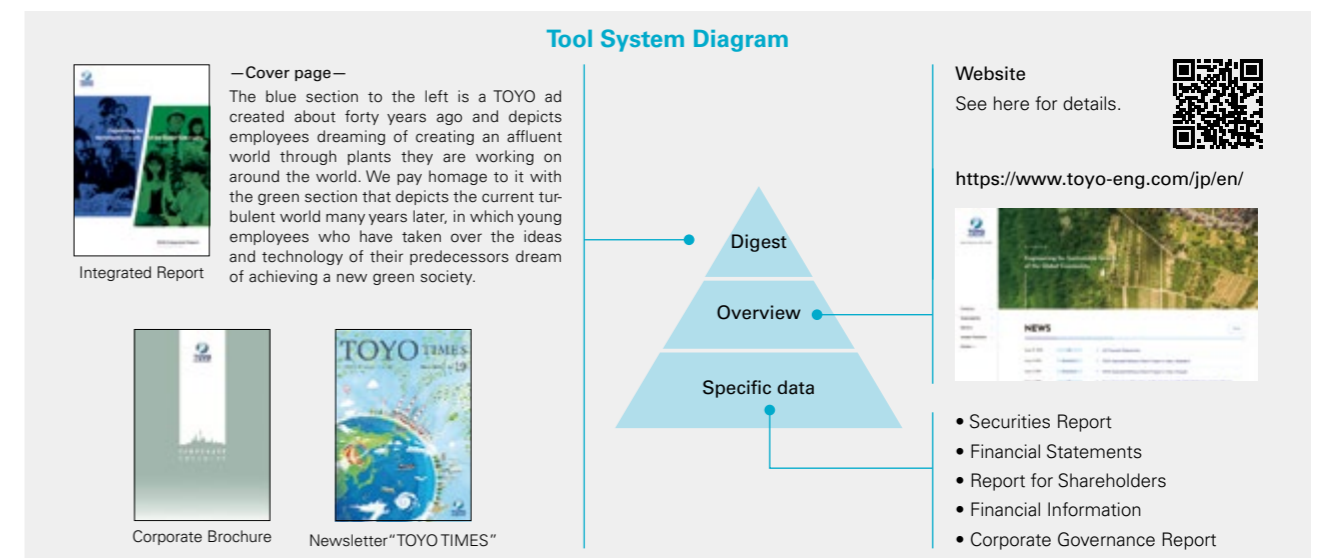 Tool System Diagram
—Cover page—
The blue section to the left is a TOYO ad
created about forty years ago and depicts
employees dreaming of creating an affluent
world through plants they are working on
around the world. We pay homage to it with
the green section that depicts the current tur-
bulent world many years later, in which young
employees who have taken over the ideas
and technology of their predecessors dream
of achieving a new green society.
Integrated Report
TOYO TIMES
Corporate Brochure
Newsletter“TOYO TIMES”
Digest
Overview
Specific data
Website
See here for details.
https://www.toyo-eng.com/jp/en/
NEWS
• Securities Report
• Financial Statements
• Report for Shareholders
• Financial Information
• Corporate Governance Report